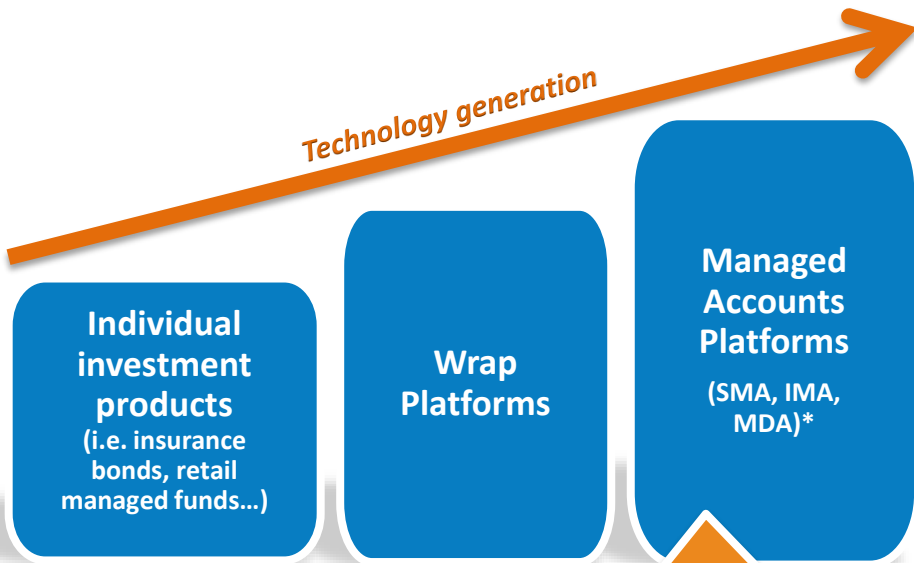 Technology generation
Individual
investment
products
(i.e. insurance
bonds, retail
managed funds…)
Wrap
Platforms
Managed
Accounts
Platforms
(SMA, IMA,
MDA)*